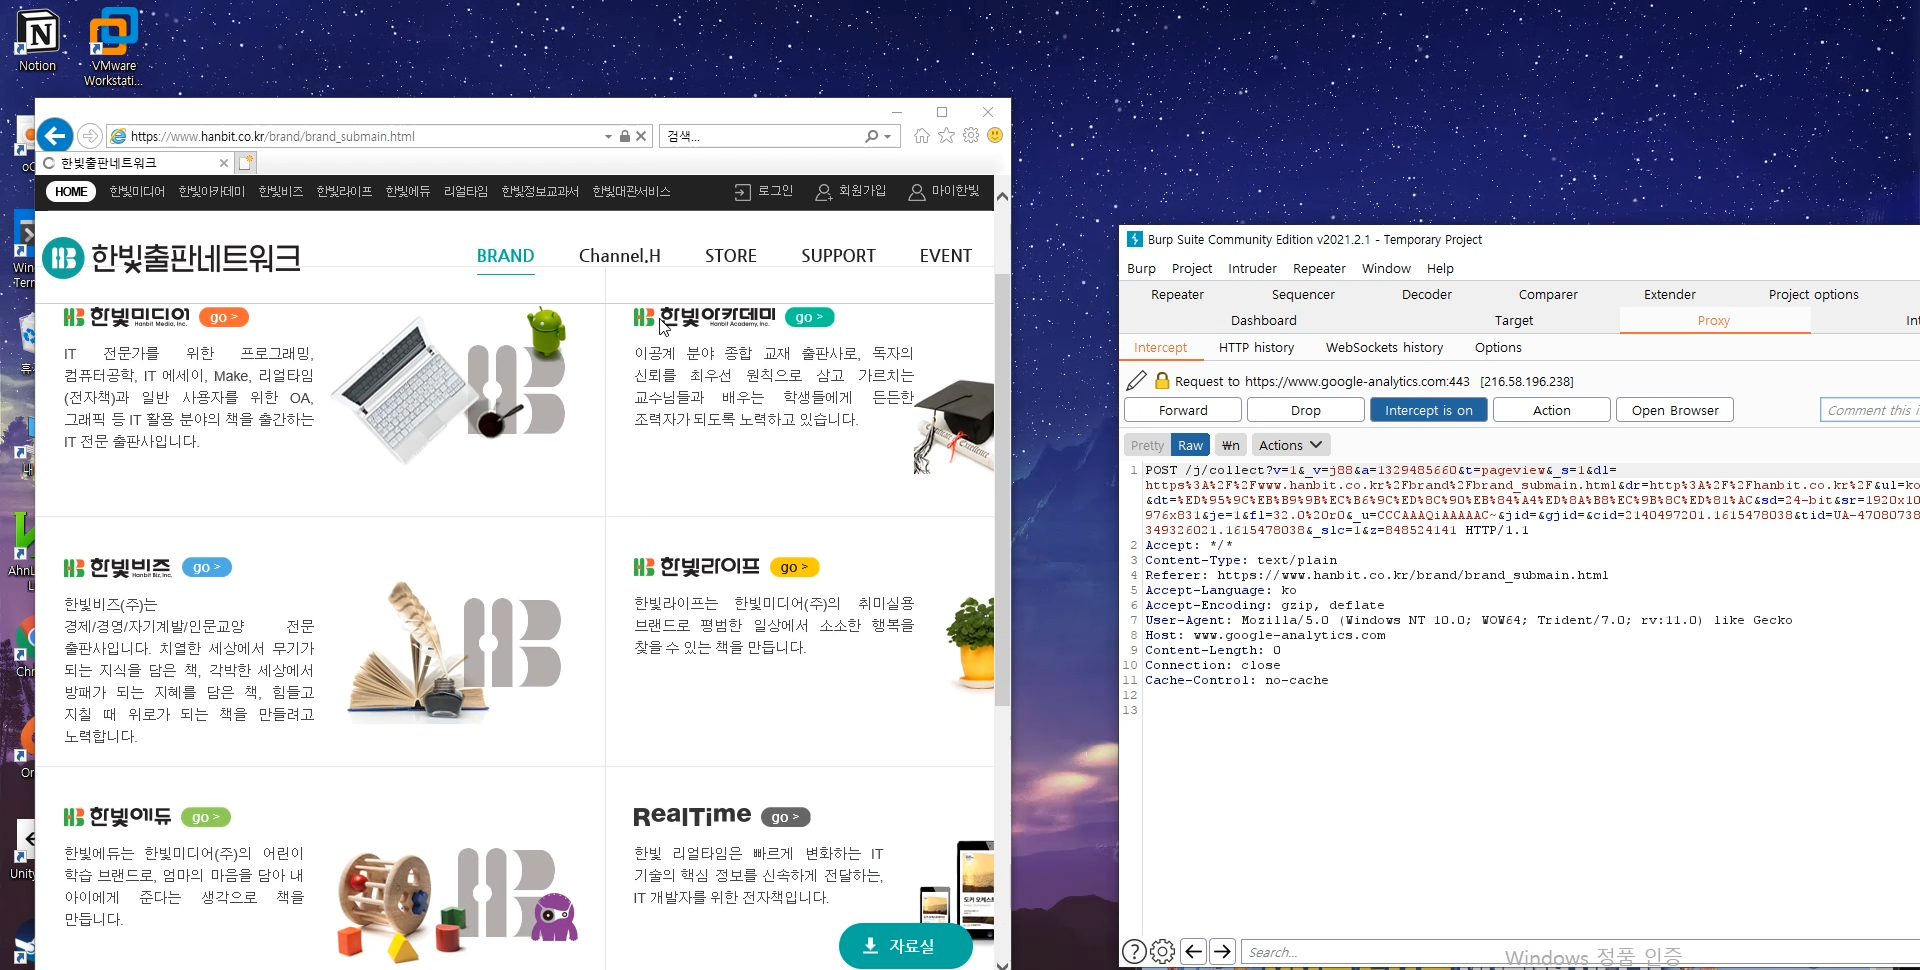 Notion
VMware
Workstati...
https://www.hanbit.co.kr/brand/brand_submain.html
검색...
한빛출판네트워크
HOME 한빛미디어 한빛아카데미 한빛비즈 한빛라이프 한빛에듀 리얼타임 한빛정보교과서 한빛대관서비스 로그인 회원가입 마이한빛
한빛출판네트워크 BRAND Channel.H STORE SUPPORT EVENT
한빛미디어 go >
Hanbit Media, Inc.
IT 전문가를 위한 프로그래밍,
컴퓨터공학, IT 에세이, Make, 리얼타임
(전자책)과 일반 사용자를 위한 OA,
그래픽 등 IT 활용 분야의 책을 출간하는
IT 전문 출판사입니다.
한빛아카데미 go >
Hanbit Academy, Inc.
이공계 분야 종합 교재 출판사로, 독자의
신뢰를 최우선 원칙으로 삼고 가르치는
교수님들과 배우는 학생들에게 든든한
조력자가 되도록 노력하고 있습니다.
한빛비즈 go >
Hanbit Biz, Inc.
한빛비즈(주)는
경제/경영/자기계발/인문교양 전문
출판사입니다. 치열한 세상에서 무기가
되는 지식을 담은 책, 각박한 세상에서
방패가 되는 지혜를 담은 책, 힘들고
지칠 때 위로가 되는 책을 만들려고
노력합니다.
한빛라이프 go >
한빛라이프는 한빛미디어(주)의 취미실용
브랜드로 평범한 일상에서 소소한 행복을
찾을 수 있는 책을 만듭니다.
한빛에듀 go >
한빛에듀는 한빛미디어(주)의 어린이
학습 브랜드로, 엄마의 마음을 담아 내
아이에게 준다는 생각으로 책을
만듭니다.
RealTime go >
한빛 리얼타임은 빠르게 변화하는 IT
기술의 핵심 정보를 신속하게 전달하는,
IT 개발자를 위한 전자책입니다.
자료실
Burp Suite Community Edition v2021.2.1 - Temporary Project
Burp Project Intruder Repeater Window Help
Repeater Sequencer Decoder Comparer Extender Project options
Dashboard Target Proxy Int
Intercept HTTP history WebSockets history Options
Request to https://www.google-analytics.com:443 [216.58.196.238]
Forward Drop Intercept is on Action Open Browser Comment this i
Pretty Raw ₩n Actions
1 POST /j/collect?v=1&_v=j88&a=1329485660&t=pageview&_s=1&dl=
https%3A%2F%2Fwww.hanbit.co.kr%2Fbrand%2Fbrand_submain.html&dr=http%3A%2F%2Fhanbit.co.kr%2F&ul=ko
&dt=%ED%95%9C%EB%B9%9B%EC%B6%9C%ED%8C%90%EB%84%A4%ED%8A%B8%EC%9B%8C%ED%81%AC&sd=24-bit&sr=1920x10
976x831&je=1&fl=32.0%20r0&_u=CCCAAAQiAAAAAC~&jid=&gjid=&cid=2140497201.1615478038&tid=UA-47080738
349326021.1615478038&_slc=1&z=848524141 HTTP/1.1
2 Accept: */*
3 Content-Type: text/plain
4 Referer: https://www.hanbit.co.kr/brand/brand_submain.html
5 Accept-Language: ko
6 Accept-Encoding: gzip, deflate
7 User-Agent: Mozilla/5.0 (Windows NT 10.0; WOW64; Trident/7.0; rv:11.0) like Gecko
8 Host: www.google-analytics.com
9 Content-Length: 0
10 Connection: close
11 Cache-Control: no-cache
12
13
Search...
Windows 정품 인증